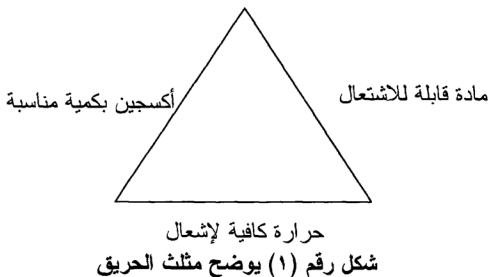 مادة قابلة للاشتعال
أكسجين بكمية مناسبة
حرارة كافية لإشعال
شكل رقم (١) يوضح مثلث الحريق